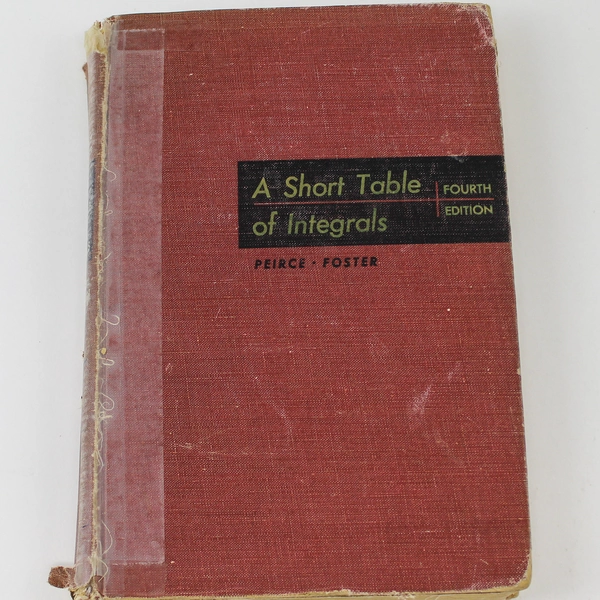 A Short Table
of Integrals
FOURTH
EDITION
PEIRCE · FOSTER